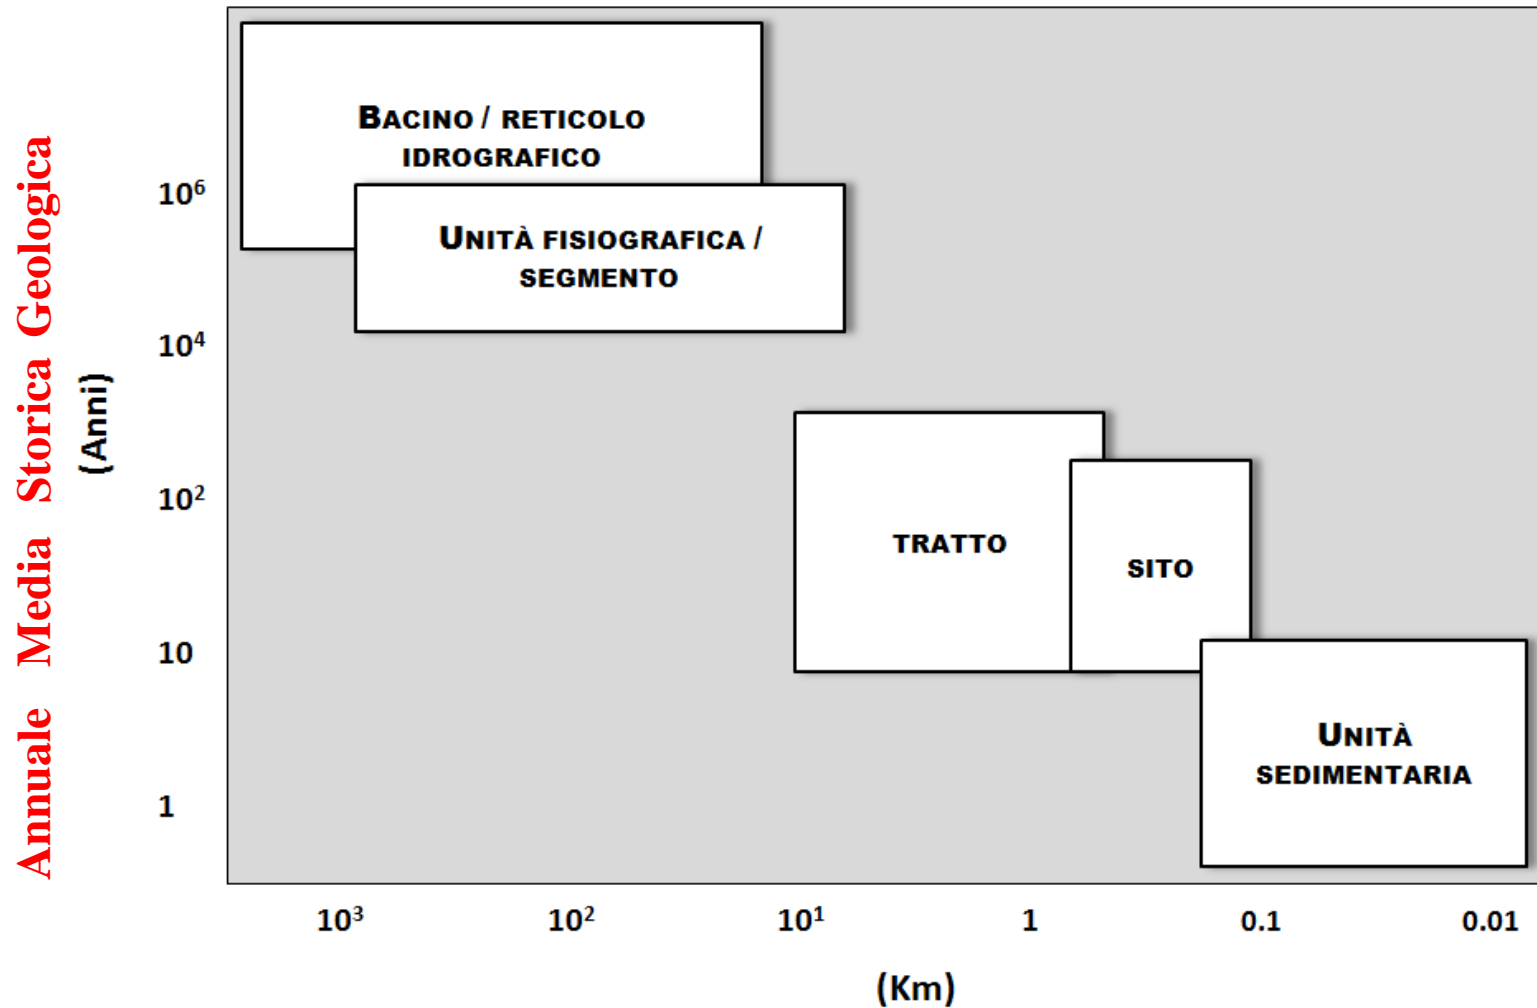 BACINO / RETICOLO
IDROGRAFICO
UNITÀ FISIOGRAFICA /
SEGMENTO
TRATTO
SITO
UNITÀ
SEDIMENTARIA
Annuale Media Storica Geologica
(Anni)
10⁶
10⁴
10²
10
1
10³ 10² 10¹ 1 0.1 0.01
(Km)